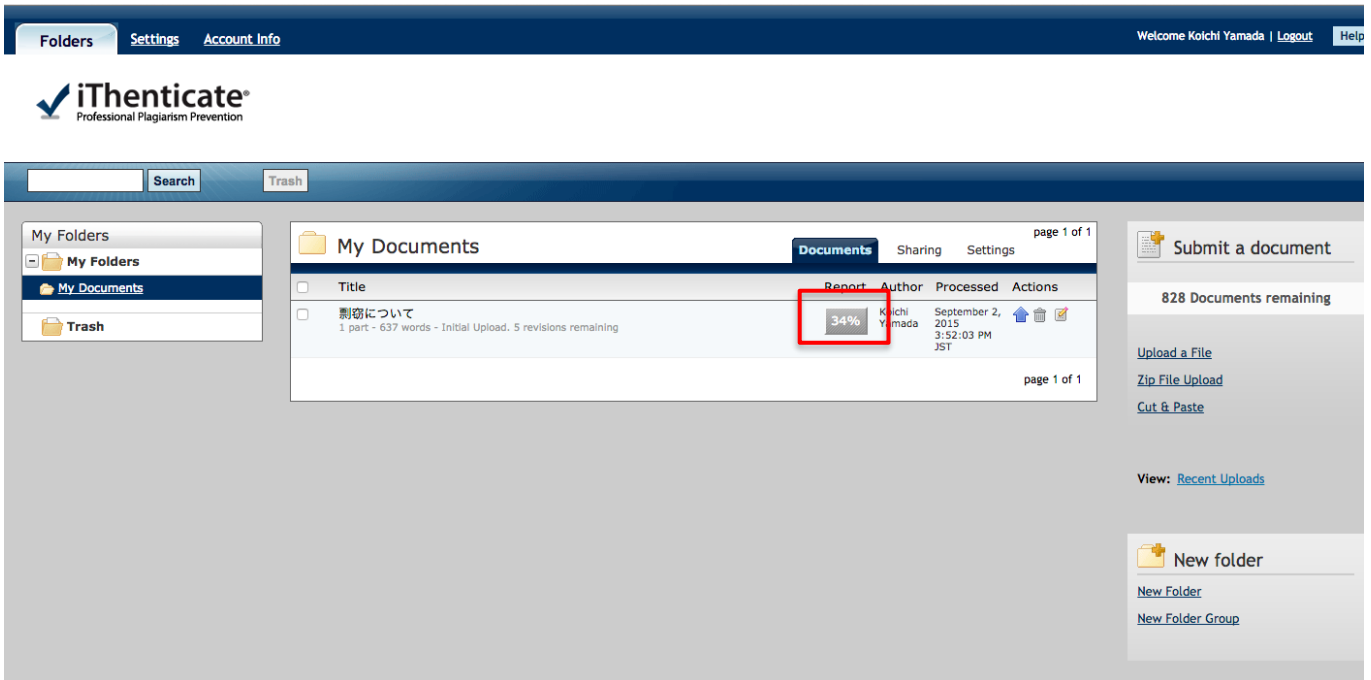 Folders Settings Account Info Welcome Koichi Yamada | Logout Help
iThenticate®
Professional Plagiarism Prevention
Search Trash
My Folders
My Folders
My Documents
Trash
My Documents
page 1 of 1
Documents Sharing Settings
Title Report Author Processed Actions
剽窃について
1 part - 637 words - Initial Upload. 5 revisions remaining
34%
Koichi
Yamada
September 2,
2015
3:52:03 PM
JST
page 1 of 1
Submit a document
828 Documents remaining
Upload a File
Zip File Upload
Cut & Paste
View: Recent Uploads
New folder
New Folder
New Folder Group